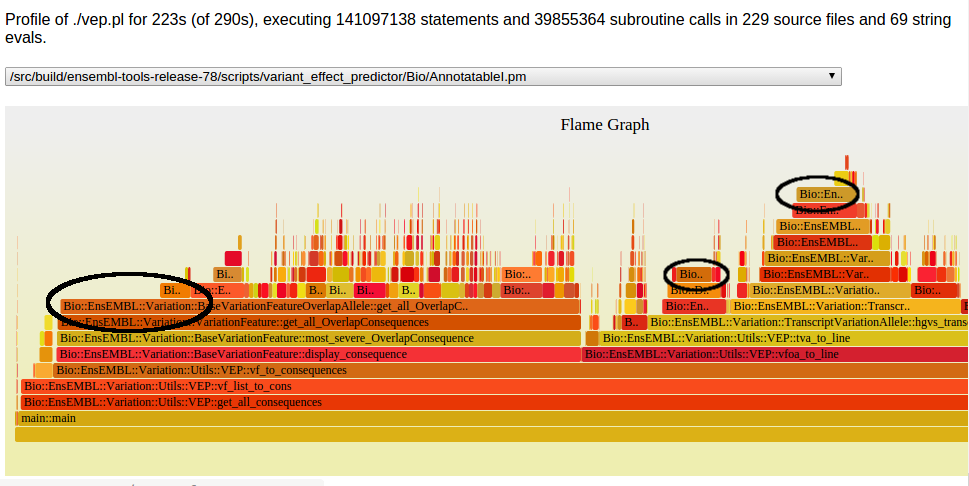 Profile of ./vep.pl for 223s (of 290s), executing 141097138 statements and 39855364 subroutine calls in 229 source files and 69 string
evals.
/src/build/ensembl-tools-release-78/scripts/variant_effect_predictor/Bio/AnnotatableI.pm
Flame Graph
Bio::En..
Bio::En..
Bio::EnsEMBL..
Bio::EnsEMBL..
Bio::EnsEMBL::Var..
Bi.. Bio:.. Bio.. Bio::EnsEMBL::Var..
Bi.. Bio::E.. B.. Bi.. Bi.. B.. Bio:.. Bio::EnsEMBL::Variatio.. Bio:..
Bio::EnsEMBL::Variation::BaseVariationFeatureOverlapAllele::get_all_OverlapC.. Bio::En.. Bio::EnsEMBL::Variation::Transcr..
Bio::EnsEMBL::Variation::VariationFeature::get_all_OverlapConsequences B.. Bio::EnsEMBL::Variation::TranscriptVariationAllele::hgvs_trans
Bio::EnsEMBL::Variation::BaseVariationFeature::most_severe_OverlapConsequence Bio::EnsEMBL::Variation::Utils::VEP::tva_to_line
Bio::EnsEMBL::Variation::BaseVariationFeature::display_consequence Bio::EnsEMBL::Variation::Utils::VEP::vfoa_to_line
Bio::EnsEMBL::Variation::Utils::VEP::vf_to_consequences
Bio::EnsEMBL::Variation::Utils::VEP::vf_list_to_cons
Bio::EnsEMBL::Variation::Utils::VEP::get_all_consequences
main::main